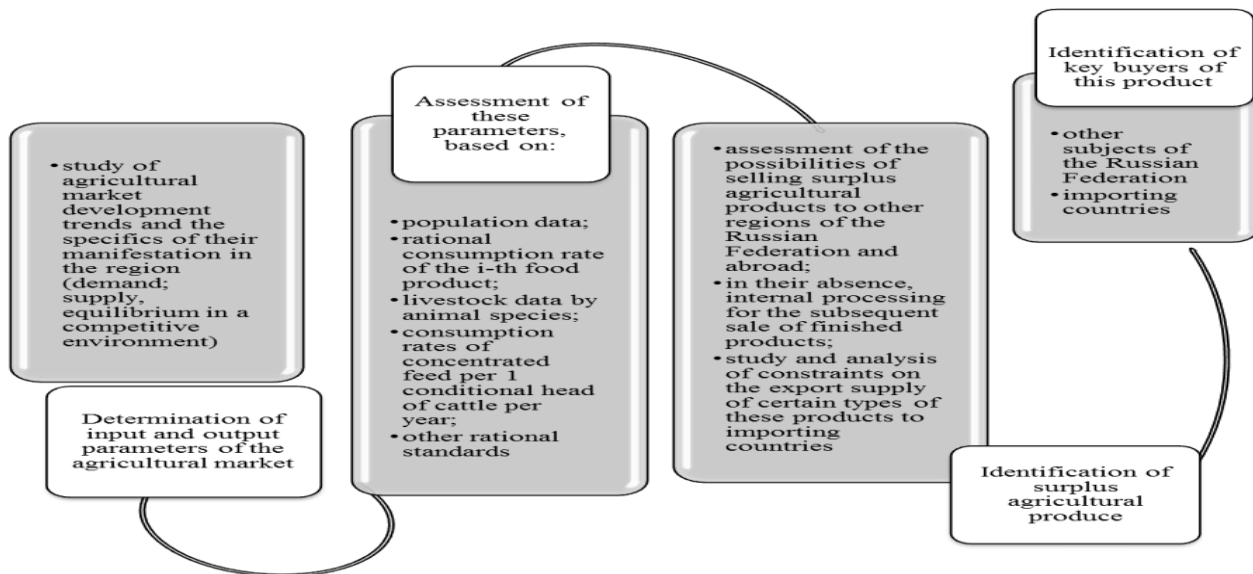 • study of
agricultural
market
development
trends and the
specifics of their
manifestation in
the region
(demand;
supply,
equilibrium in a
competitive
environment)
Determination of
input and output
parameters of the
agricultural market
Assessment of
these
parameters,
based on:
• population data;
• rational
consumption rate
of the i-th food
product;
• livestock data by
animal species;
• consumption
rates of
concentrated
feed per 1
conditional head
of cattle per
year;
• other rational
standards
• assessment of the
possibilities of
selling surplus
agricultural
products to other
regions of the
Russian
Federation and
abroad;
• in their absence,
internal processing
for the subsequent
sale of finished
products;
• study and analysis
of constraints on
the export supply
of certain types of
these products to
importing
countries
Identification of
surplus
agricultural
produce
Identification of
key buyers of
this product
• other
subjects of
the Russian
Federation
• importing
countries